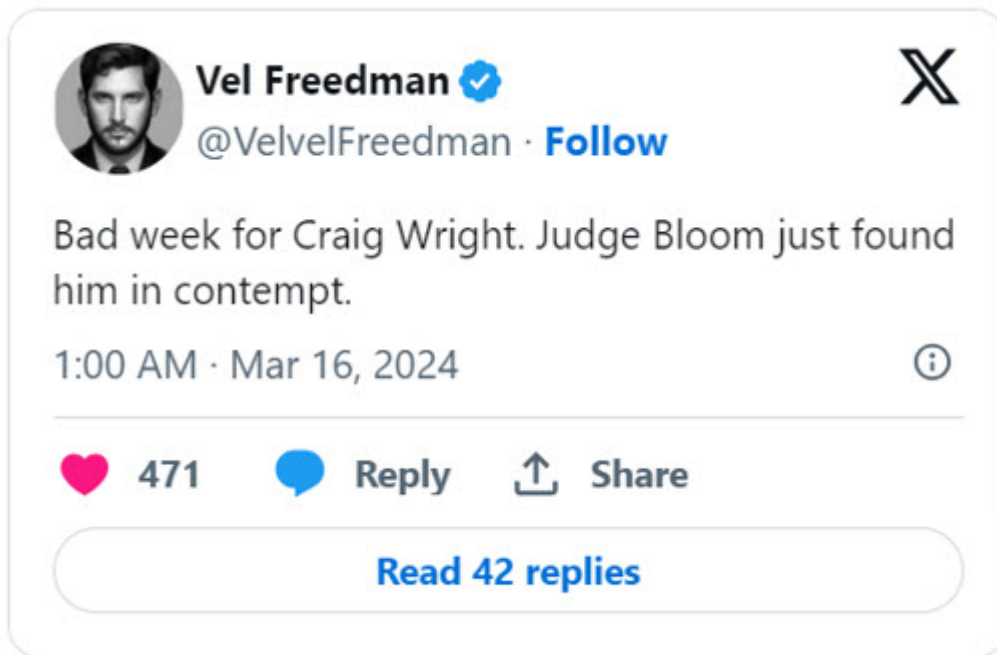 Vel Freedman
@VelvelFreedman · Follow
Bad week for Craig Wright. Judge Bloom just found
him in contempt.
1:00 AM · Mar 16, 2024
471 Reply Share
Read 42 replies